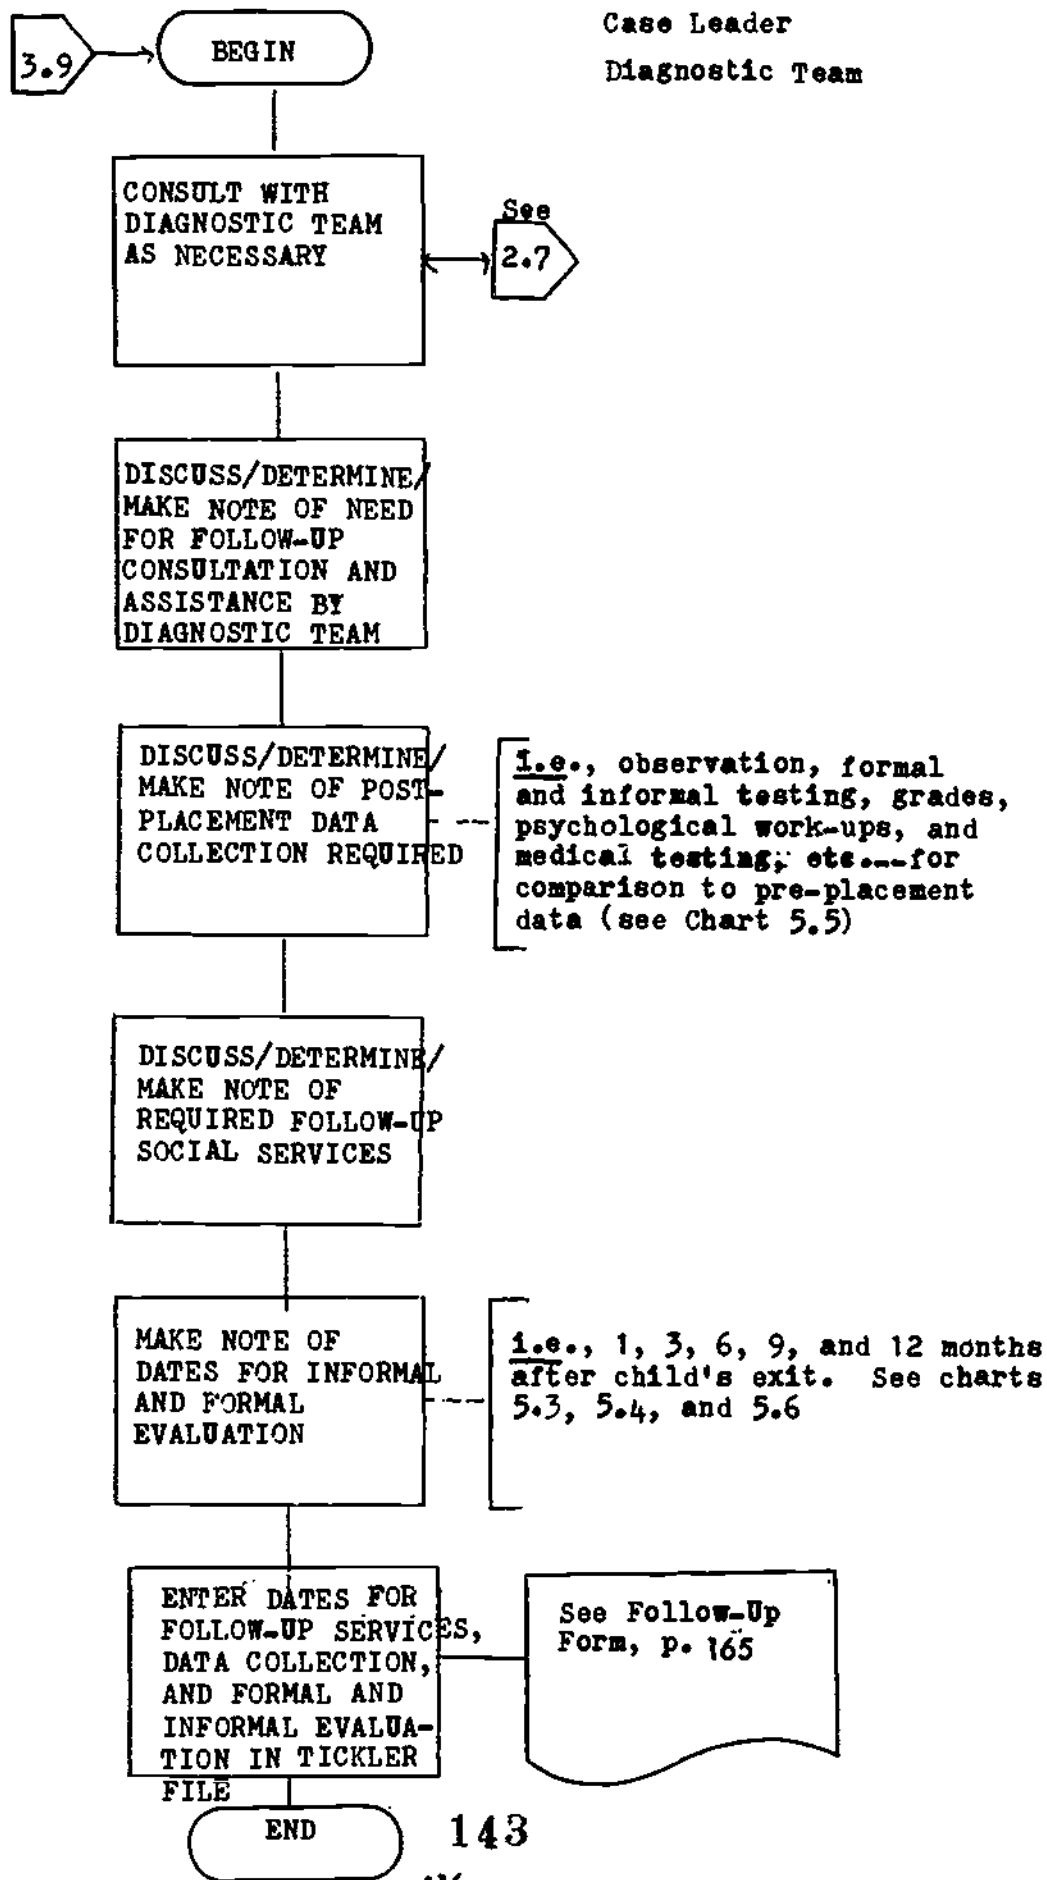 Case Leader
Diagnostic Team
3.9
BEGIN
CONSULT WITH
DIAGNOSTIC TEAM
AS NECESSARY
See
2.7
DISCUSS/DETERMINE/
MAKE NOTE OF NEED
FOR FOLLOW-UP
CONSULTATION AND
ASSISTANCE BY
DIAGNOSTIC TEAM
DISCUSS/DETERMINE/
MAKE NOTE OF POST-
PLACEMENT DATA
COLLECTION REQUIRED
i.e., observation, formal
and informal testing, grades,
psychological work-ups, and
medical testing, etc.--for
comparison to pre-placement
data (see Chart 5.5)
DISCUSS/DETERMINE/
MAKE NOTE OF
REQUIRED FOLLOW-UP
SOCIAL SERVICES
MAKE NOTE OF
DATES FOR INFORMAL
AND FORMAL
EVALUATION
i.e., 1, 3, 6, 9, and 12 months
after child's exit. See charts
5.3, 5.4, and 5.6
ENTER DATES FOR
FOLLOW-UP SERVICES,
DATA COLLECTION,
AND FORMAL AND
INFORMAL EVALUA-
TION IN TICKLER
FILE
See Follow-Up
Form, p. 165
END
143